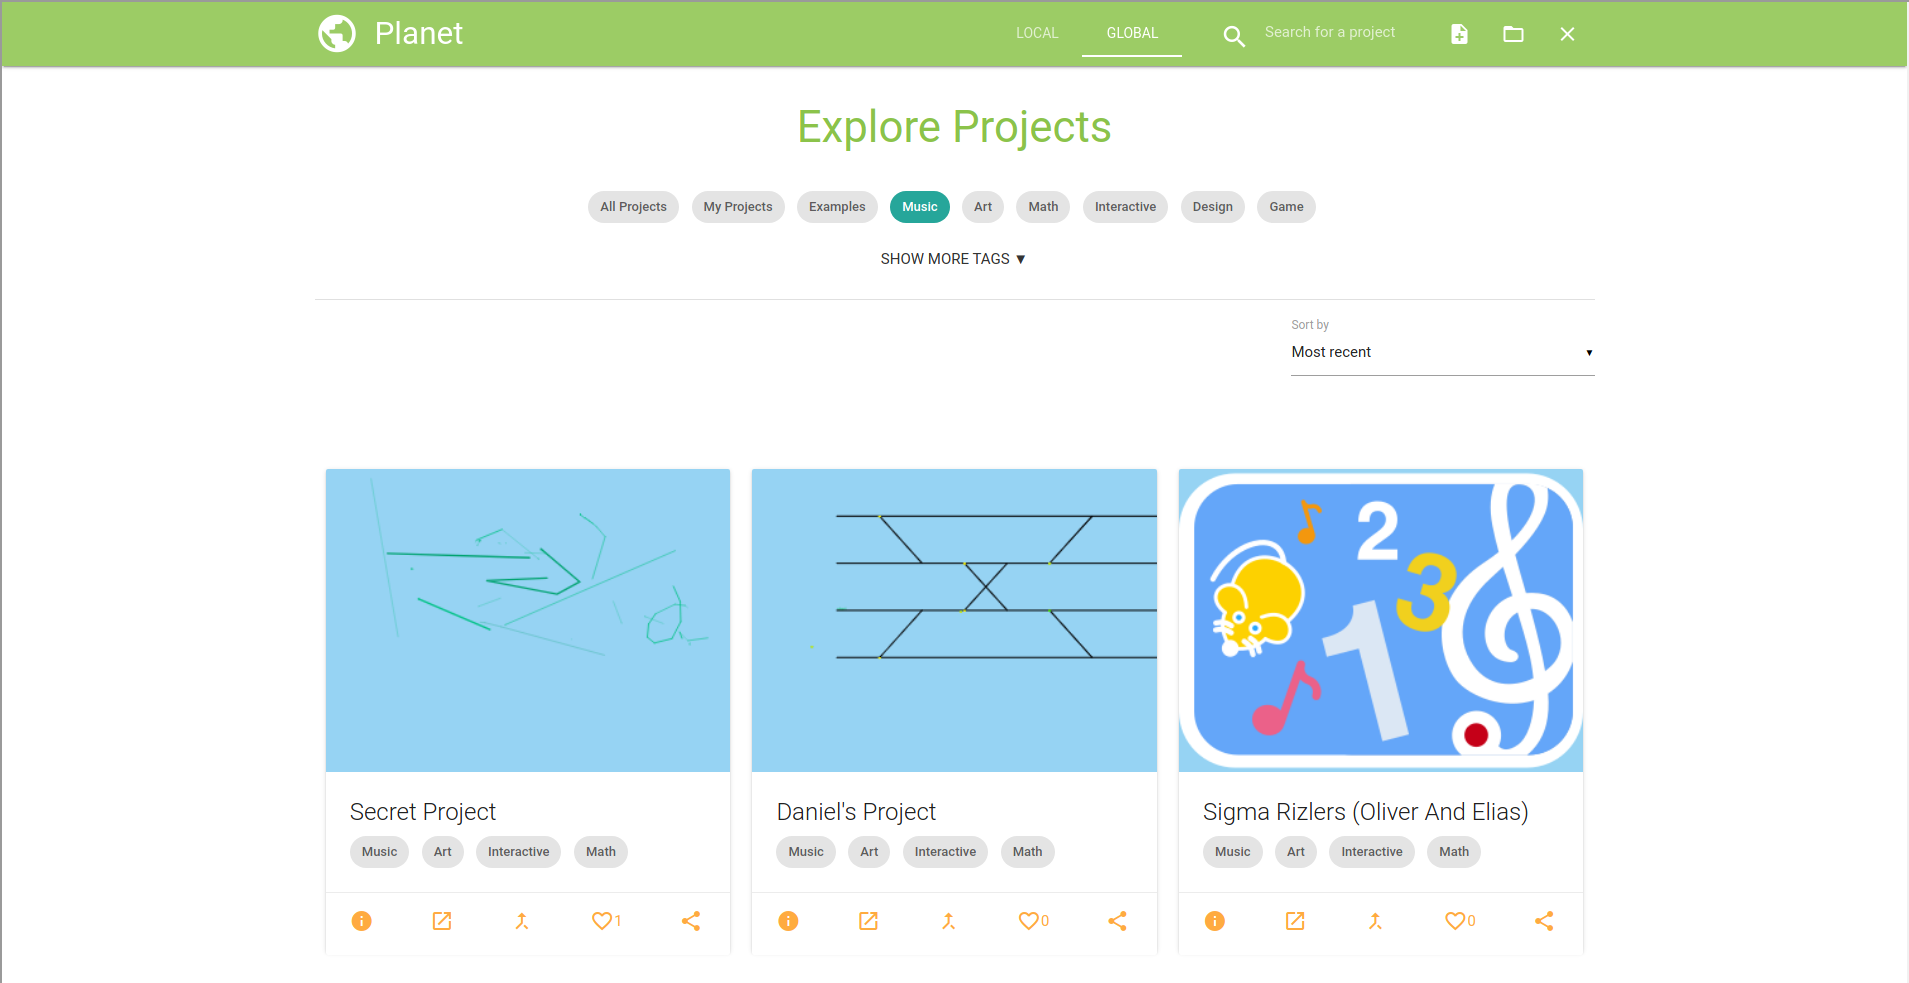 Planet
LOCAL GLOBAL Search for a project
Explore Projects
All Projects My Projects Examples Music Art Math Interactive Design Game
SHOW MORE TAGS ▼
Sort by
Most recent ▼
2
3
1
Secret Project
Music Art Interactive Math
1
Daniel's Project
Music Art Interactive Math
0
Sigma Rizlers (Oliver And Elias)
Music Art Interactive Math
0